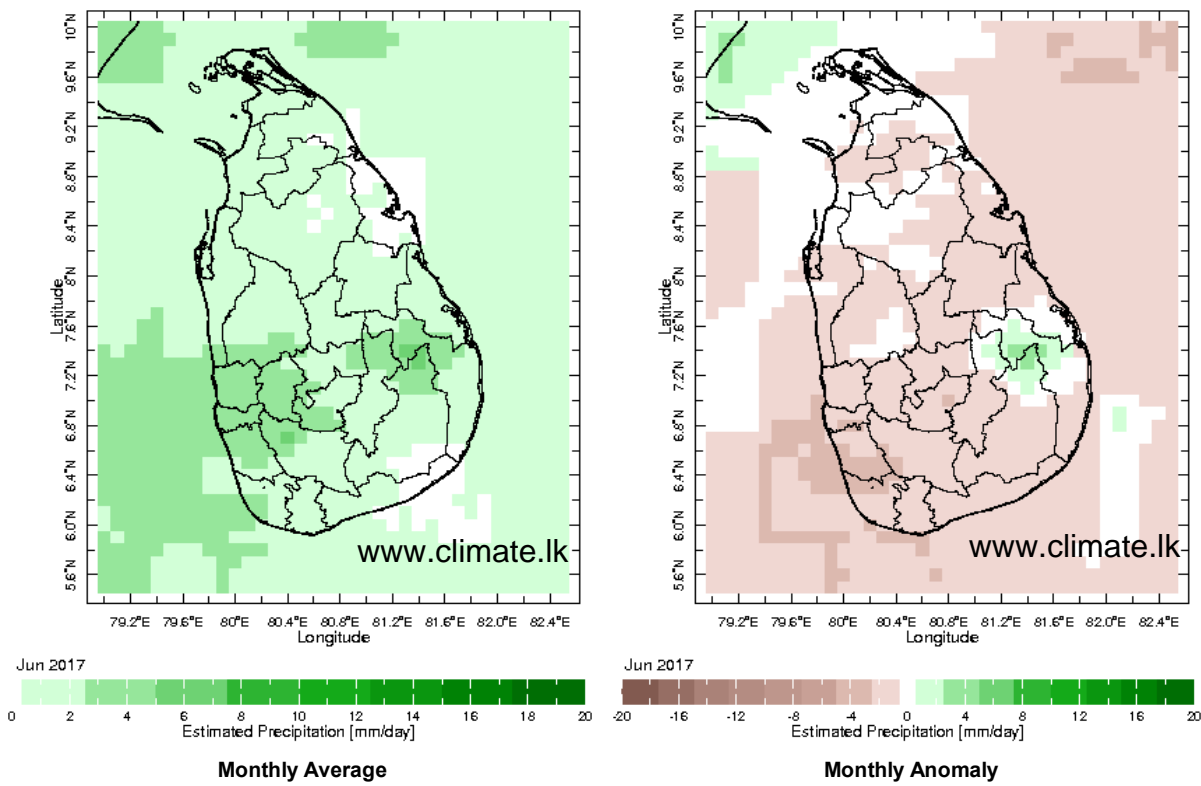 10°N
9.6°N
9.2°N
8.8°N
8.4°N
8°N
7.6°N
7.2°N
6.8°N
6.4°N
6.0°N
5.6°N
Latitude
www.climate.lk
79.2°E 79.6°E 80°E 80.4°E 80.8°E 81.2°E 81.6°E 82.0°E 82.4°E
Longitude
Jun 2017
0 2 4 6 8 10 12 14 16 18 20
Estimated Precipitation [mm/day]
Monthly Average
10°N
9.6°N
9.2°N
8.8°N
8.4°N
8°N
7.6°N
7.2°N
6.8°N
6.4°N
6.0°N
5.6°N
Latitude
www.climate.lk
79.2°E 79.6°E 80°E 80.4°E 80.8°E 81.2°E 81.6°E 82.0°E 82.4°E
Longitude
Jun 2017
-20 -16 -12 -8 -4 0 4 8 12 16 20
Estimated Precipitation [mm/day]
Monthly Anomaly